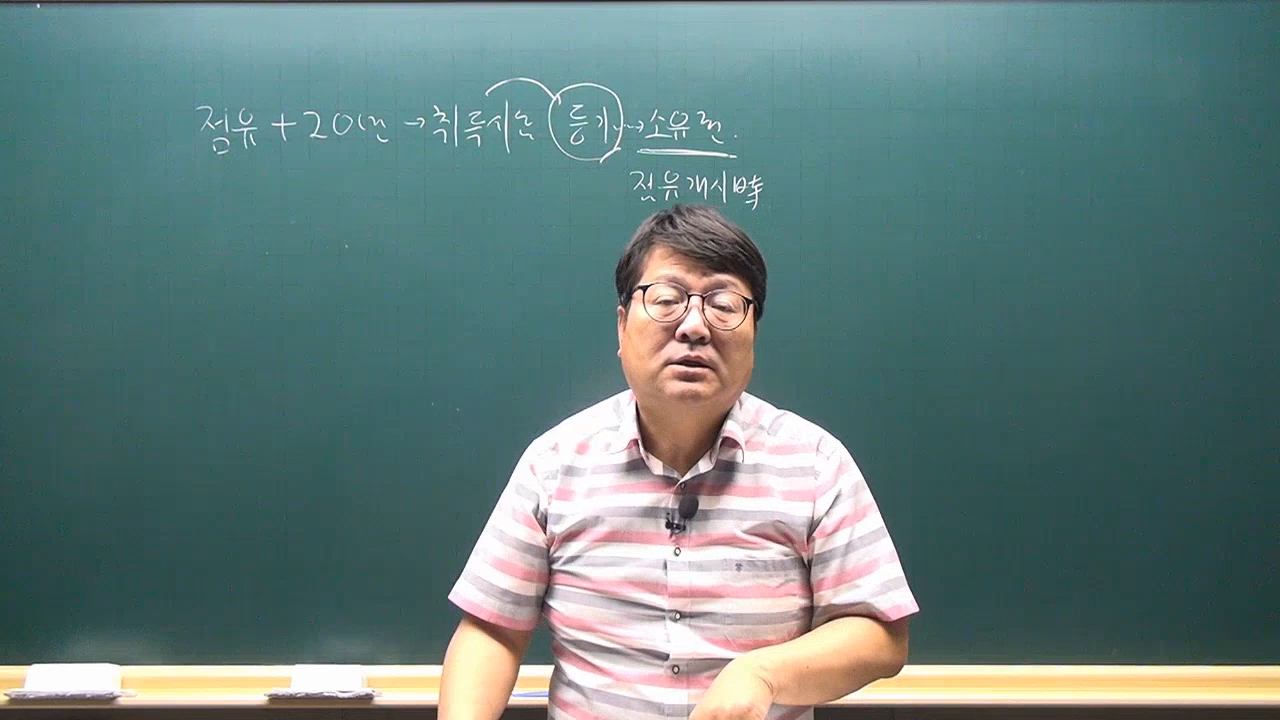 점유 + 20년 → 취득시효 등기 → 소유권.
점유개시時